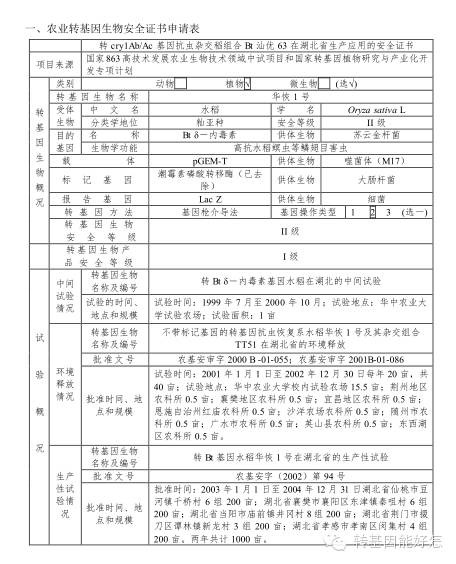 一、农业转基因生物安全证书申请表
转 cry1Ab/Ac 基因抗虫杂交稻组合 Bt 汕优 63 在湖北省生产应用的安全证书
项目来源
国家863高技术发展农业生物技术领域中试项目和国家转基因植物研究与产业化开
发专项计划
转基因生物概况
类别 动物 植物√ 微生物 (选√)
转基因生物名称 华恢 1 号
受体生物
中文名 水稻 学名 Oryza sativa L
分类学地位 籼亚种 安全等级 II 级
目的基因
名称 Bt δ－内毒素 供体生物 苏云金杆菌
生物学功能 高抗水稻螟虫等鳞翅目害虫
载体 pGEM-T 供体生物 噬菌体（M17）
标记基因 潮霉素磷酸转移酶（已去
除） 供体生物 大肠杆菌
报告基因 Lac Z 供体生物 细菌
转基因方法 基因枪介导法 基因操作类型 1 2 3 (选一)
转基因生物
安全等级 II 级
转基因生物产
品安全等级 I 级
试验概况
中间试验情况
转基因生物
名称及编号 转 Bt δ－内毒素基因水稻在湖北的中间试验
试验的时间、
地点和规模
试验时间：1999 年 7 月至 2000 年 10 月；试验地点：华中农业大
学试验农场；试验面积：1 亩
环境释放情况
转基因生物
名称及编号
不带标记基因的转基因抗虫恢复系水稻华恢 1 号及其杂交组合
TT51 在湖北省的环境释放
批准文号 农基安审字 2000 B -01-055；农基安审字 2001B-01-086
批准时间、地点
和规模
试验时间：2001 年 1 月 1 日至 2002 年 12 月 30 日每年 20 亩，共
40 亩；试验地点：华中农业大学校内试验农场 15.5 亩；荆州地区
农科所 0.5 亩；襄樊地区农科所 0.5 亩；宜昌地区农科所 0.5 亩；
恩施自治州红庙农科所 0.5 亩；沙洋农场农科所 0.5 亩；随州市农
科所 0.5 亩；广水市农科所 0.5 亩；英山县农科所 0.5 亩；东西湖
区农科所 0.5 亩。
生产性试验情况
转基因生物
名称及编号 转 Bt 基因水稻华恢 1 号在湖北省的生产性试验
批准文号 农基安字（2002）第 94 号
批准时间、地
点和规模
批准时间：2003 年 1 月 1 日至 2004 年 12 月 31 日湖北省仙桃市豆
河镇千桥村 6 组 200 亩；湖北省襄樊市襄阳区东津镇泰坡村 6 组
200 亩；湖北省当阳市庙前镇井冈村 8 组 200 亩；湖北省荆门市掇
刀区谭林镇新龙村 3 组 200 亩；湖北省孝感市孝南区闵集村 4 组
200 亩。两年共计 1000 亩。
转基因能好怎